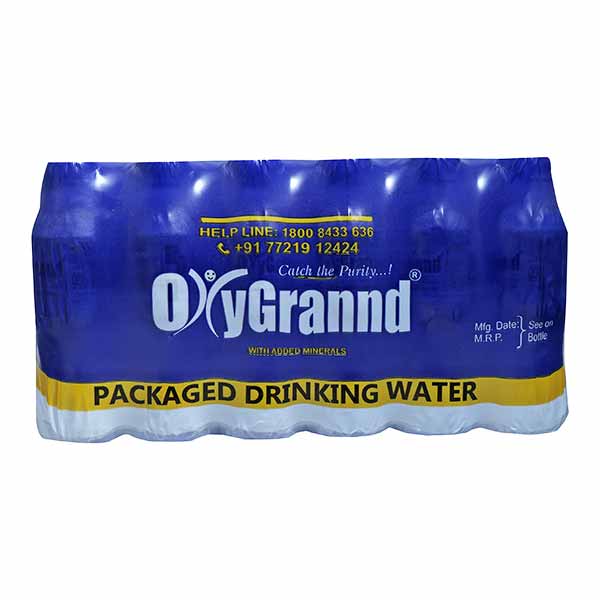 HELP LINE: 1800 8433 636
+91 77219 12424
Catch the Purity...!
OxyGrannd®
WITH ADDED MINERALS
Mfg. Date: } See on
M.R.P. } Bottle
PACKAGED DRINKING WATER